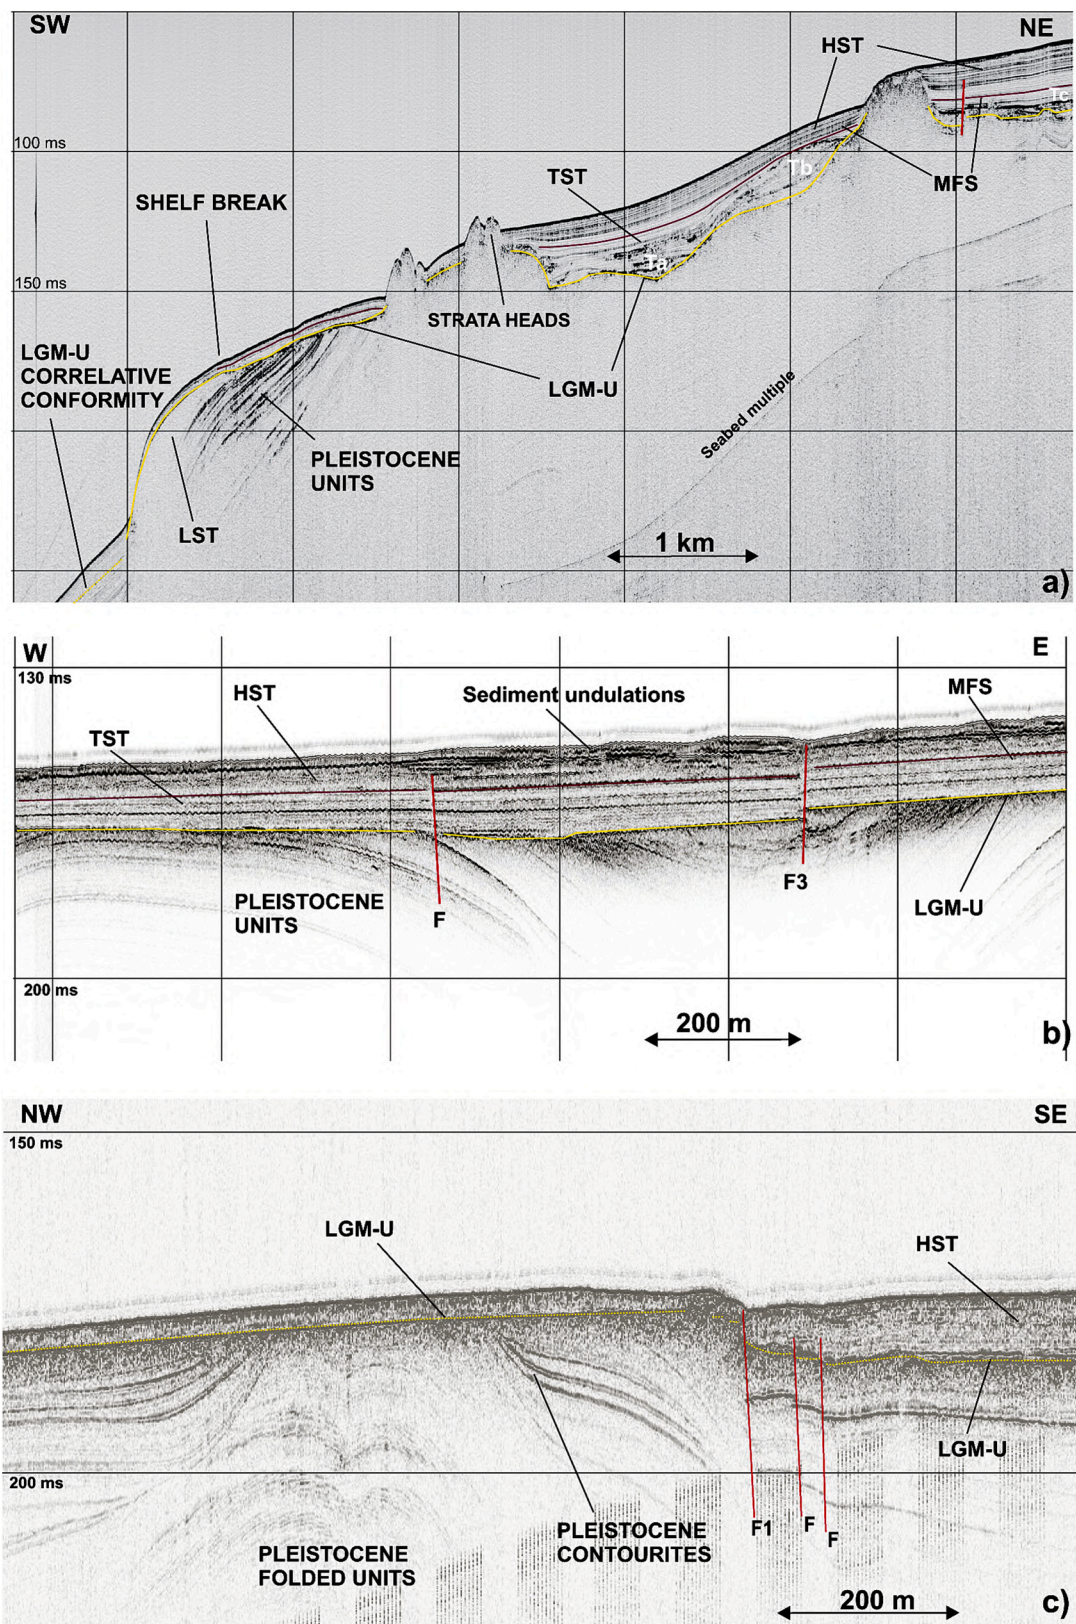 SW
NE
HST
Tc
100 ms
Tb
TST
MFS
SHELF BREAK
Ta
150 ms
STRATA HEADS
LGM-U
CORRELATIVE
CONFORMITY
LGM-U
Seabed multiple
PLEISTOCENE
UNITS
LST
1 km
a)
W
E
130 ms
HST
Sediment undulations
MFS
TST
F3
PLEISTOCENE
UNITS
F
LGM-U
200 ms
200 m
b)
NW
SE
150 ms
LGM-U
HST
LGM-U
200 ms
F1
F
F
PLEISTOCENE
CONTOURITES
PLEISTOCENE
FOLDED UNITS
200 m
c)